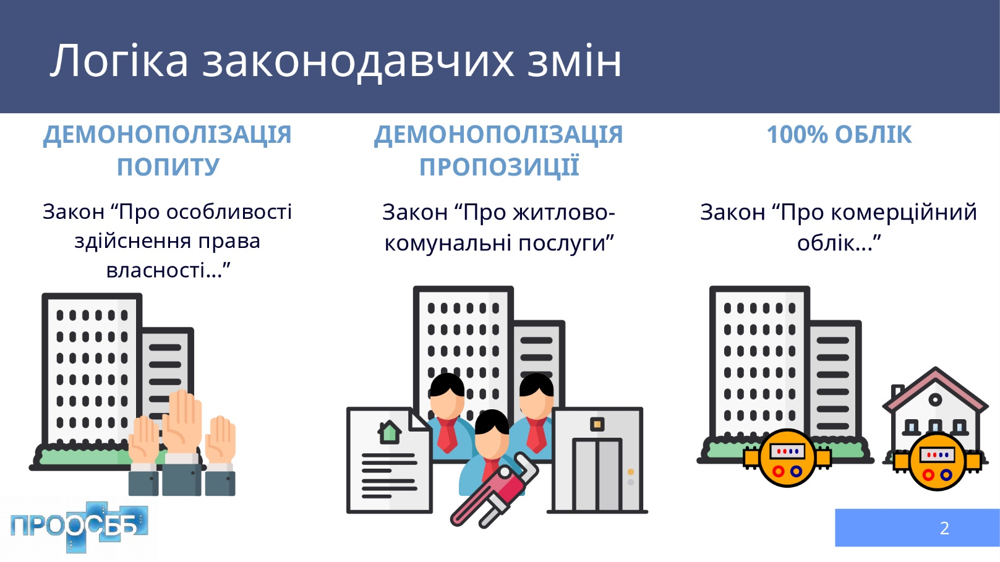 Логіка законодавчих змін
ДЕМОНОПОЛІЗАЦІЯ
ПОПИТУ
Закон “Про особливості
здійснення права
власності...”
ДЕМОНОПОЛІЗАЦІЯ
ПРОПОЗИЦІЇ
Закон “Про житлово-
комунальні послуги”
100% ОБЛІК
Закон “Про комерційний
облік...”
ПРООСББ
2